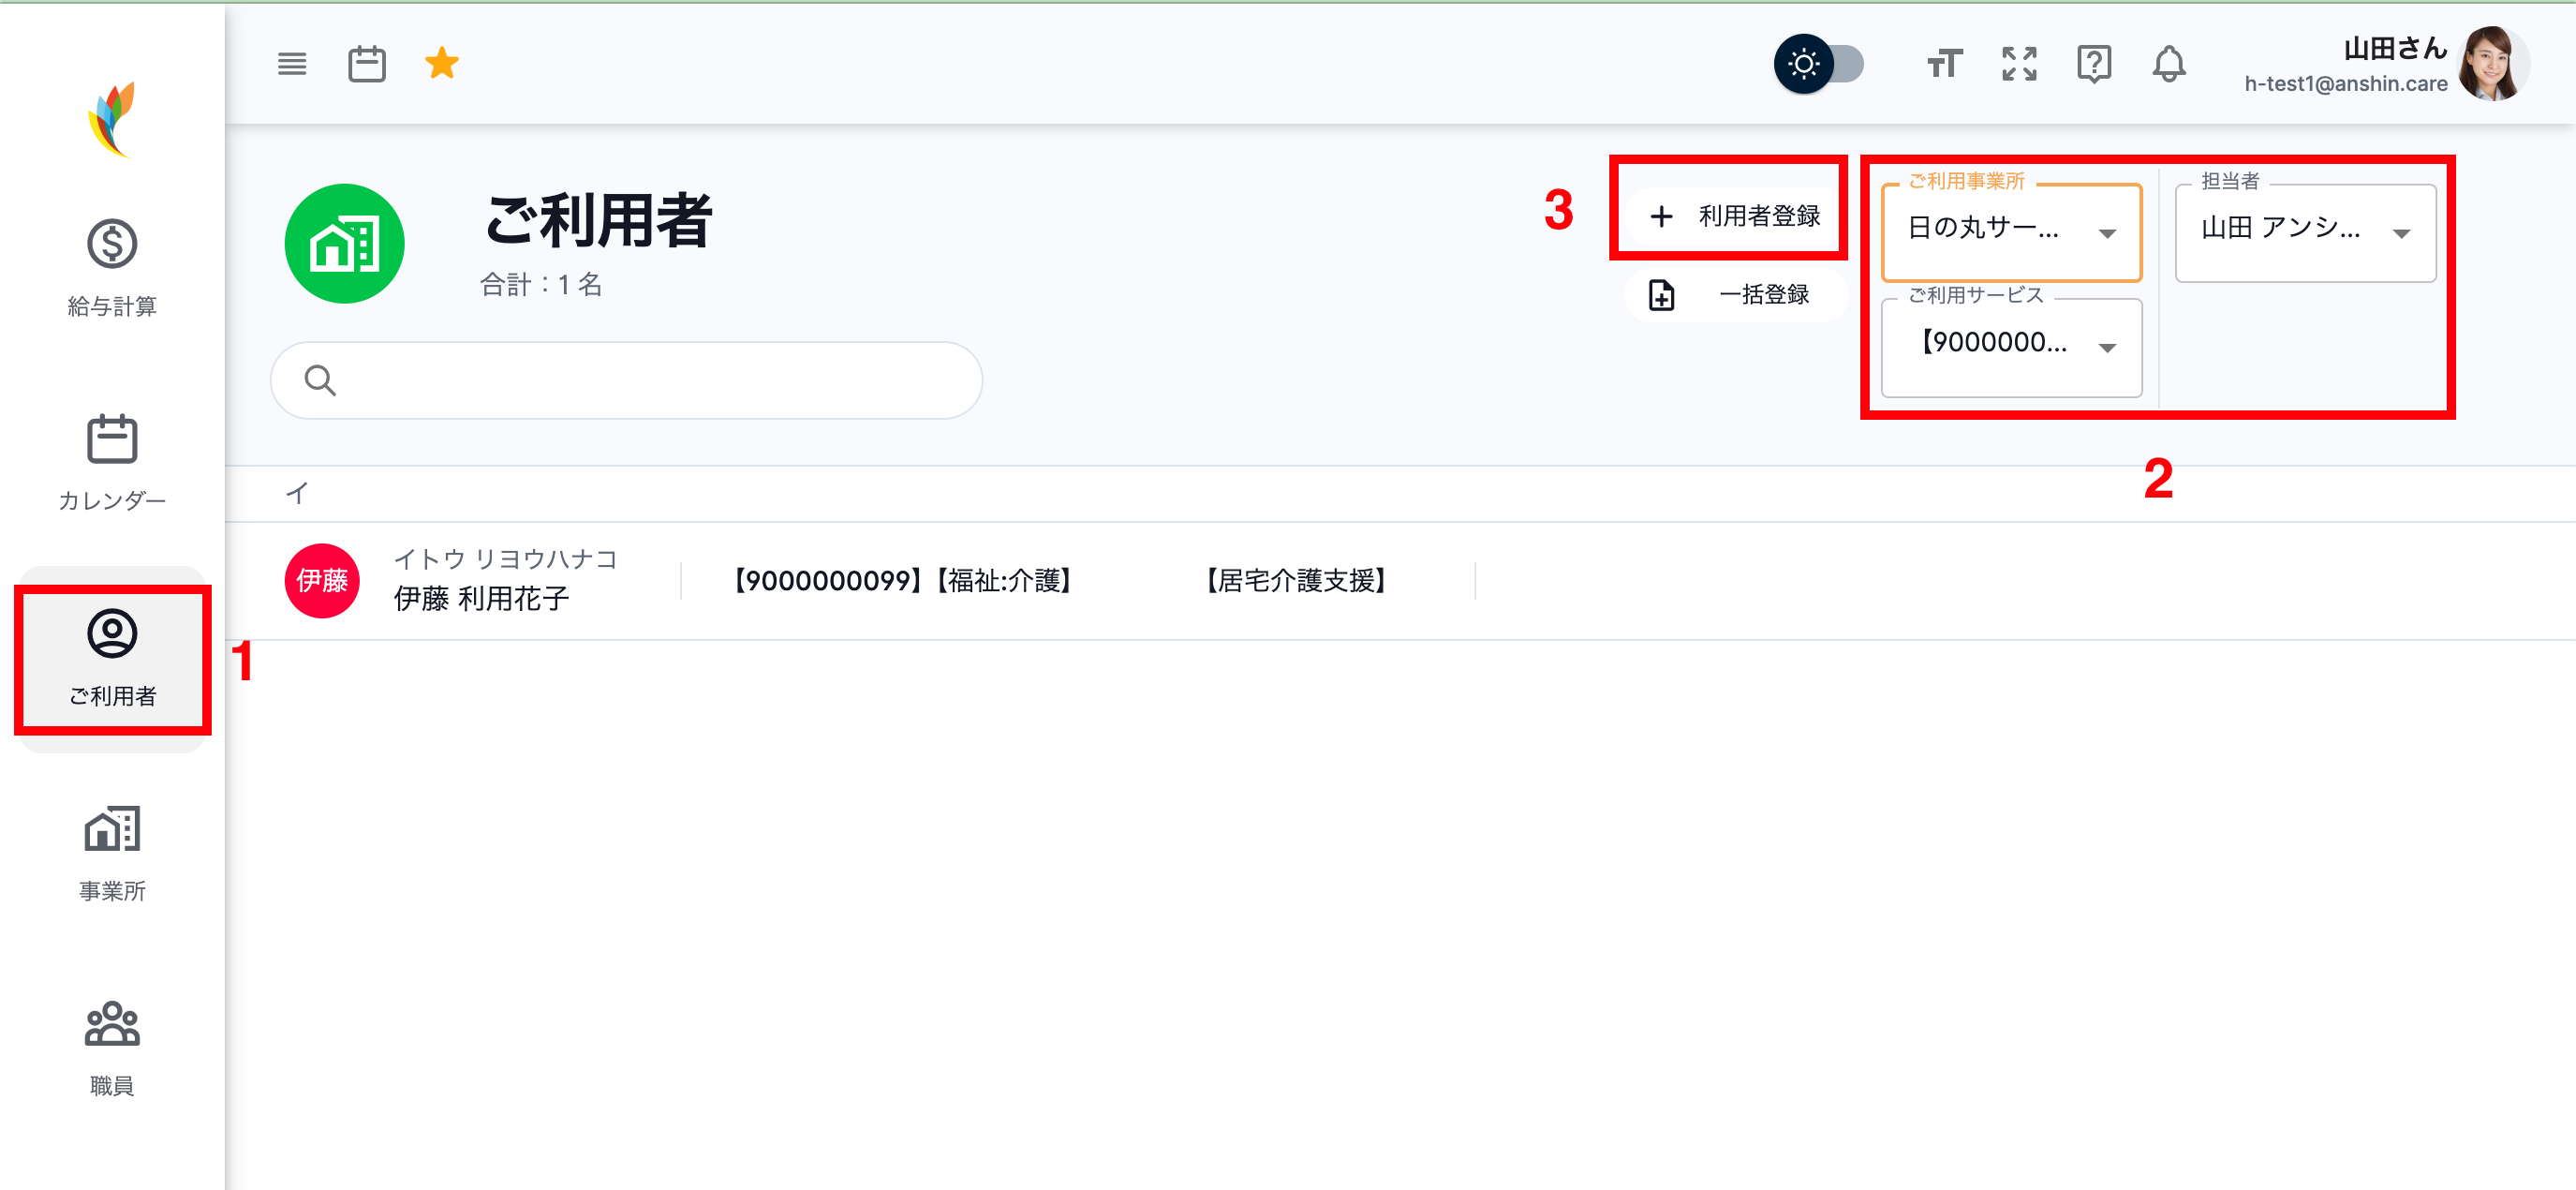 山田さん
h-test1@anshin.care
給与計算
カレンダー
ご利用者
1
事業所
職員
ご利用者
合計：1 名
3
利用者登録
一括登録
ご利用事業所
日の丸サー...
担当者
山田 アンシ...
ご利用サービス
【9000000...
2
イ
伊藤
イトウ リヨウハナコ
伊藤 利用花子
【9000000099】【福祉:介護】
【居宅介護支援】